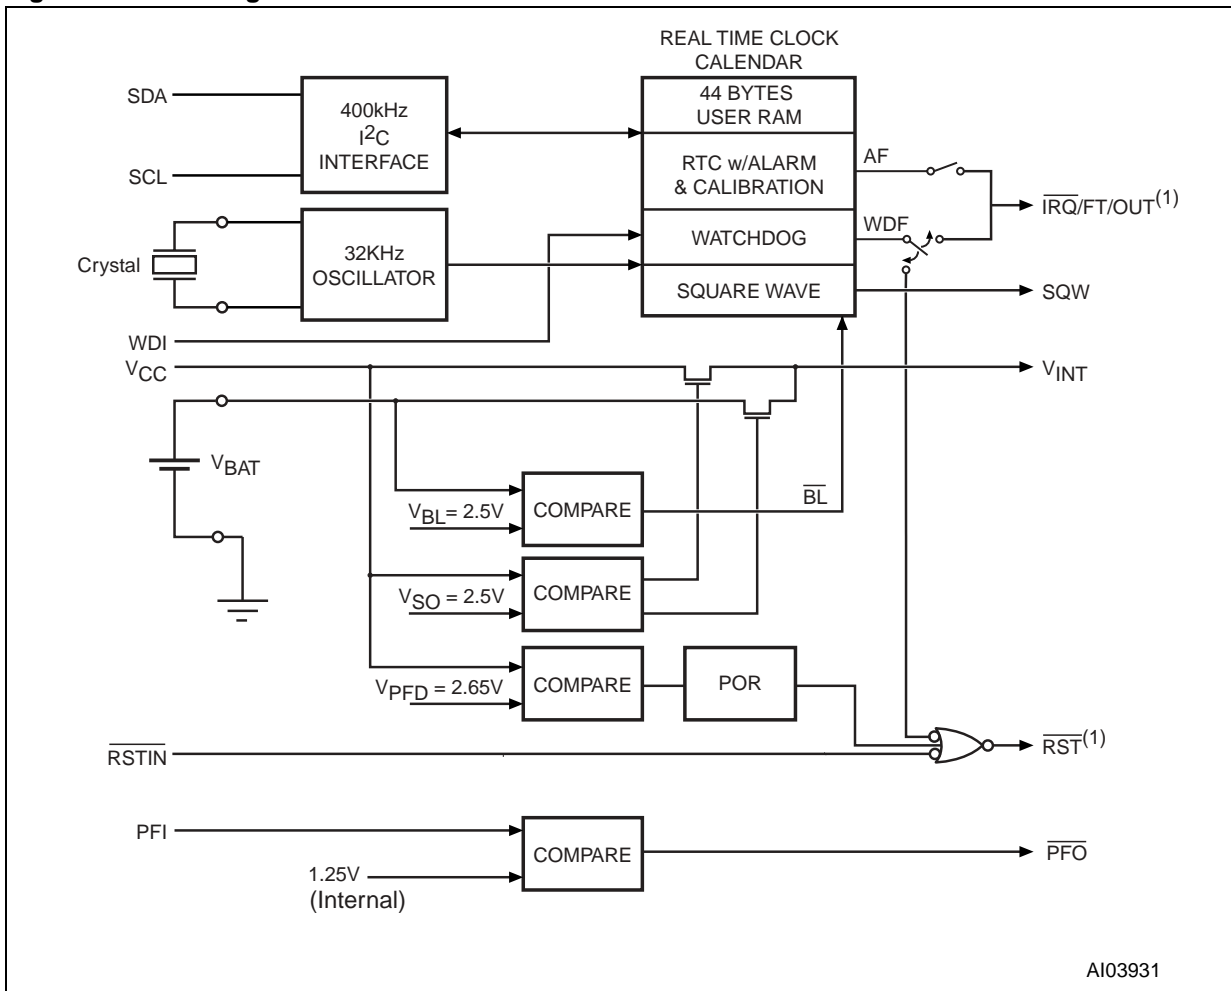 REAL TIME CLOCK
CALENDAR
SDA
SCL
400kHz
I2C
INTERFACE
44 BYTES
USER RAM
RTC w/ALARM
& CALIBRATION
AF
IRQ/FT/OUT(1)
WATCHDOG
WDF
Crystal
32KHz
OSCILLATOR
SQUARE WAVE
SQW
WDI
VCC
VINT
VBAT
VBL= 2.5V
COMPARE
BL
VSO = 2.5V
COMPARE
VPFD = 2.65V
COMPARE
POR
RSTIN
RST(1)
PFI
1.25V
(Internal)
COMPARE
PFO
AI03931